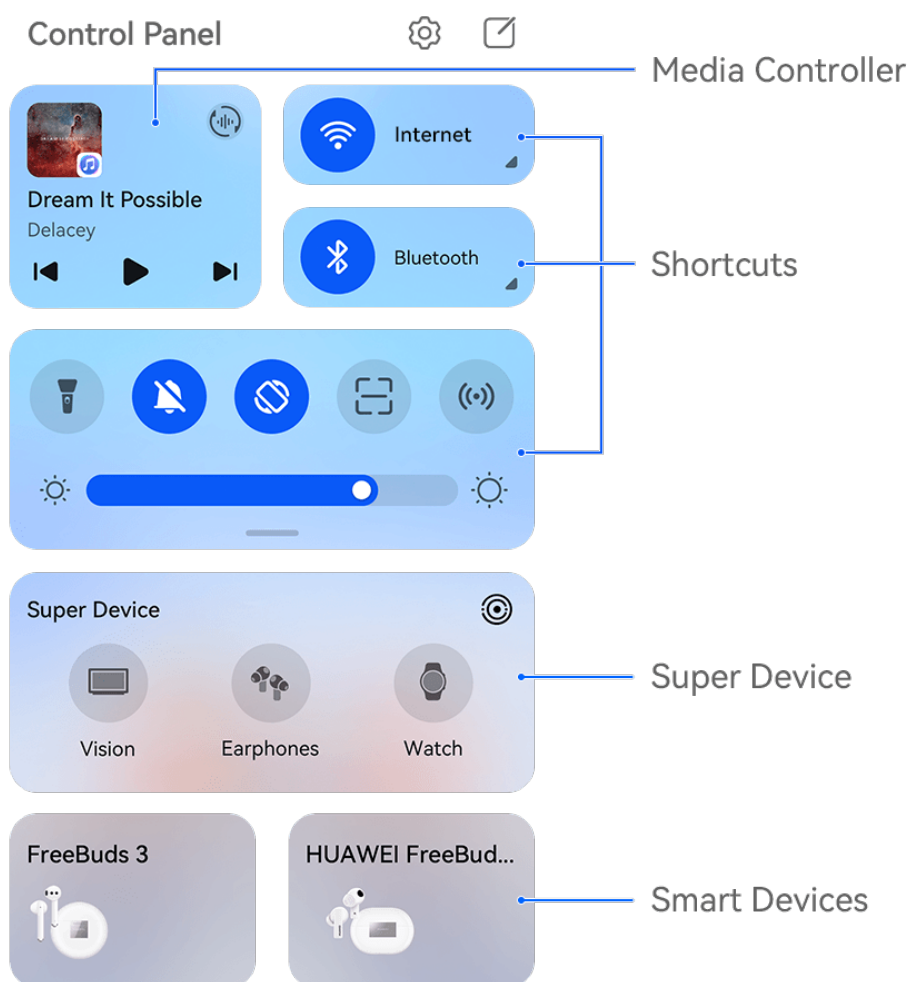 Control Panel
Media Controller
Internet
Dream It Possible
Delacey
Bluetooth
Shortcuts
Super Device
Super Device
Vision
Earphones
Watch
FreeBuds 3
HUAWEI FreeBud...
Smart Devices